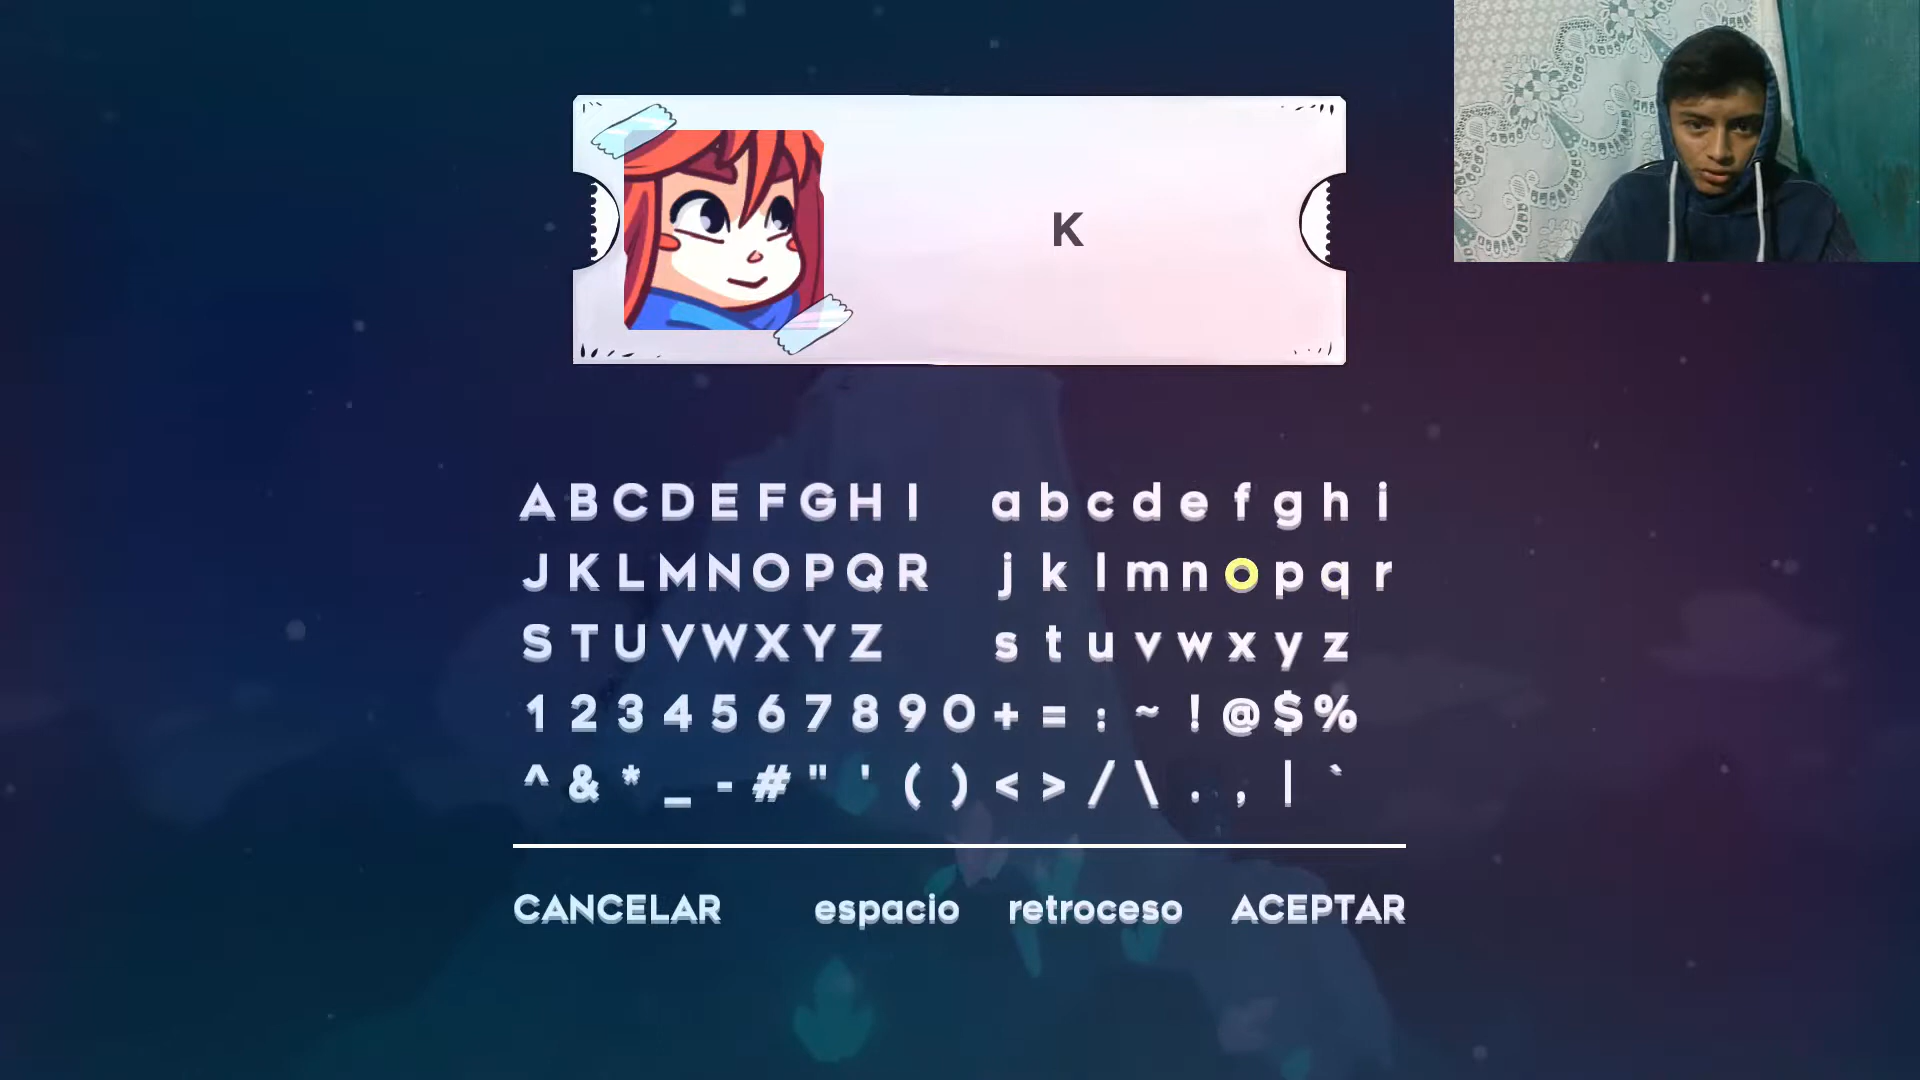 K
A B C D E F G H I a b c d e f g h i
J K L M N O P Q R j k l m n o p q r
S T U V W X Y Z s t u v w x y z
1 2 3 4 5 6 7 8 9 0 + = : ~ ! @ $ %
^ & * _ - # " ' ( ) < > / \ . , | `
CANCELAR espacio retroceso ACEPTAR